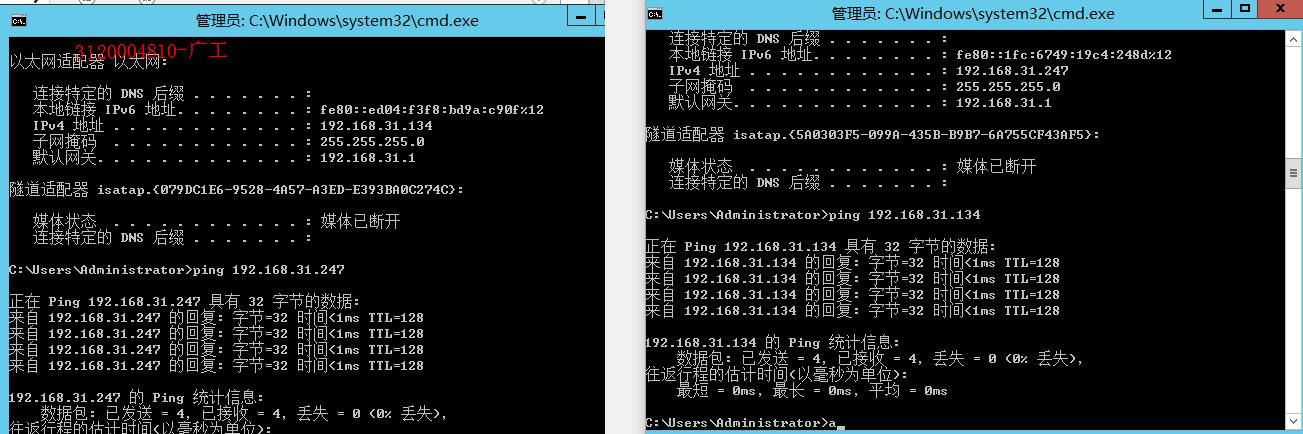 管理员: C:\Windows\system32\cmd.exe
3120004810-广工
以太网适配器 以太网:
连接特定的 DNS 后缀 . . . . . . . :
本地链接 IPv6 地址. . . . . . . . : fe80::ed04:f3f8:bd9a:c90f%12
IPv4 地址 . . . . . . . . . . . . : 192.168.31.134
子网掩码 . . . . . . . . . . . . : 255.255.255.0
默认网关. . . . . . . . . . . . . : 192.168.31.1
隧道适配器 isatap.{079DC1E6-9528-4A57-A3ED-E393BA0C274C}:
媒体状态 . . . . . . . . . . . . : 媒体已断开
连接特定的 DNS 后缀 . . . . . . . :
C:\Users\Administrator>ping 192.168.31.247
正在 Ping 192.168.31.247 具有 32 字节的数据:
来自 192.168.31.247 的回复: 字节=32 时间<1ms TTL=128
来自 192.168.31.247 的回复: 字节=32 时间<1ms TTL=128
来自 192.168.31.247 的回复: 字节=32 时间<1ms TTL=128
来自 192.168.31.247 的回复: 字节=32 时间<1ms TTL=128
192.168.31.247 的 Ping 统计信息:
数据包: 已发送 = 4, 已接收 = 4, 丢失 = 0 (0% 丢失),
往返行程的估计时间(以毫秒为单位):
管理员: C:\Windows\system32\cmd.exe
连接特定的 DNS 后缀 . . . . . . . :
本地链接 IPv6 地址. . . . . . . . : fe80::1fc:6749:19c4:248d%12
IPv4 地址 . . . . . . . . . . . . : 192.168.31.247
子网掩码 . . . . . . . . . . . . : 255.255.255.0
默认网关. . . . . . . . . . . . . : 192.168.31.1
隧道适配器 isatap.{5A0303F5-099A-435B-B9B7-6A755CF43AF5}:
媒体状态 . . . . . . . . . . . . : 媒体已断开
连接特定的 DNS 后缀 . . . . . . . :
C:\Users\Administrator>ping 192.168.31.134
正在 Ping 192.168.31.134 具有 32 字节的数据:
来自 192.168.31.134 的回复: 字节=32 时间<1ms TTL=128
来自 192.168.31.134 的回复: 字节=32 时间<1ms TTL=128
来自 192.168.31.134 的回复: 字节=32 时间<1ms TTL=128
来自 192.168.31.134 的回复: 字节=32 时间<1ms TTL=128
192.168.31.134 的 Ping 统计信息:
数据包: 已发送 = 4, 已接收 = 4, 丢失 = 0 (0% 丢失),
往返行程的估计时间(以毫秒为单位):
最短 = 0ms, 最长 = 0ms, 平均 = 0ms
C:\Users\Administrator>a